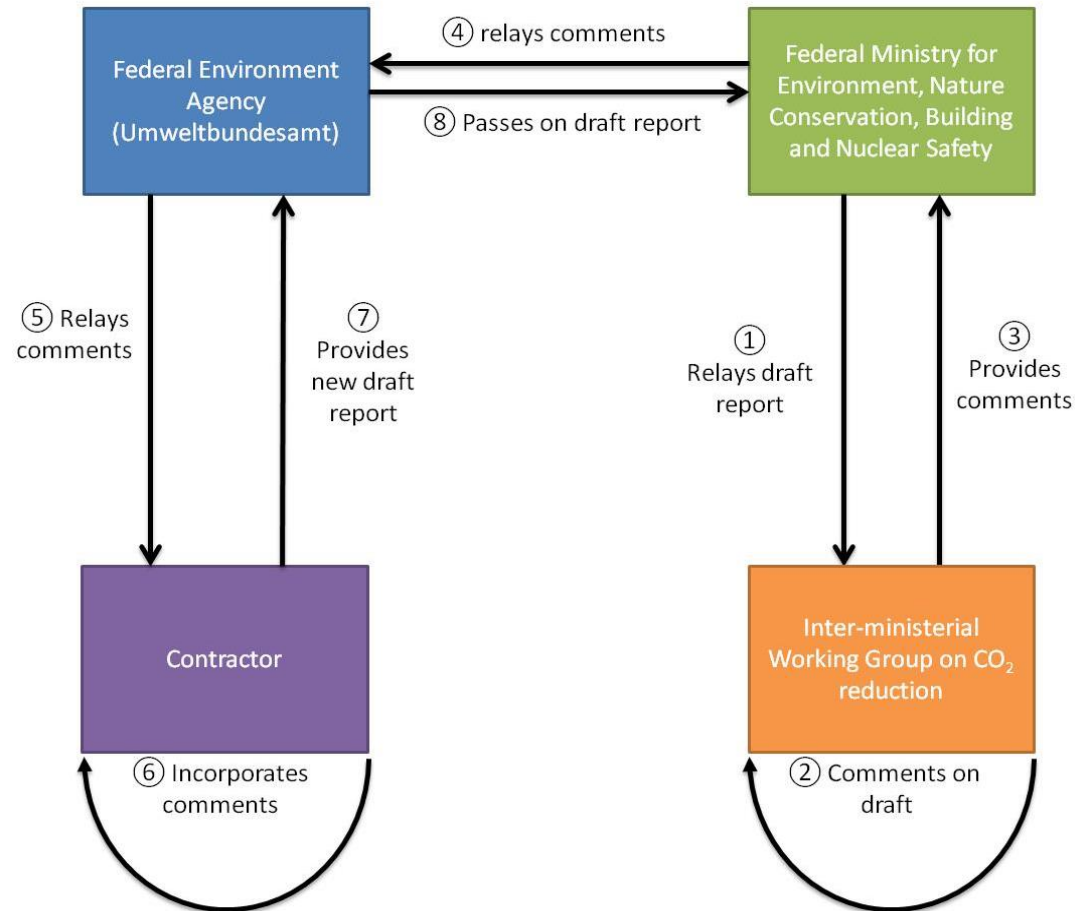 Federal Environment
Agency
(Umweltbundesamt)
④ relays comments
⑧ Passes on draft report
Federal Ministry for
Environment, Nature
Conservation, Building
and Nuclear Safety
⑤ Relays
comments
⑦
Provides
new draft
report
①
Relays draft
report
③
Provides
comments
Contractor
Inter-ministerial
Working Group on CO₂
reduction
⑥ Incorporates
comments
② Comments on
draft